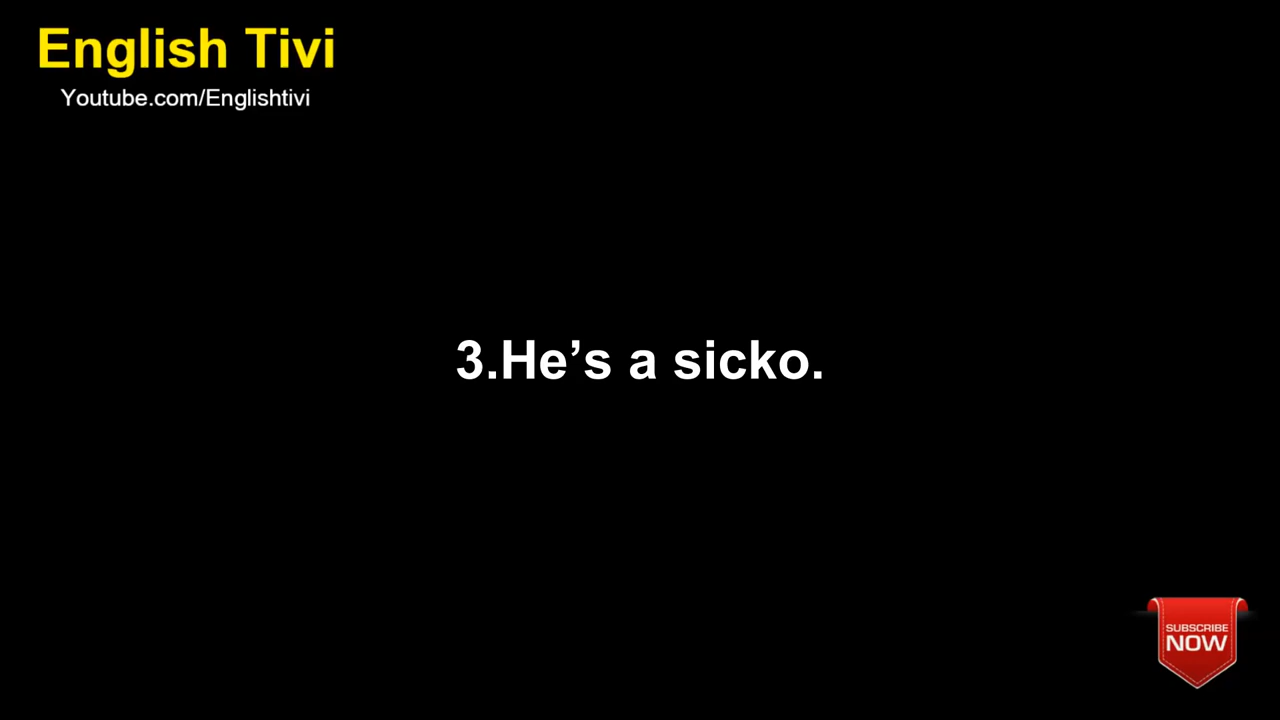 English Tivi
Youtube.com/Englishtivi
3.He’s a sicko.
SUBSCRIBE
NOW